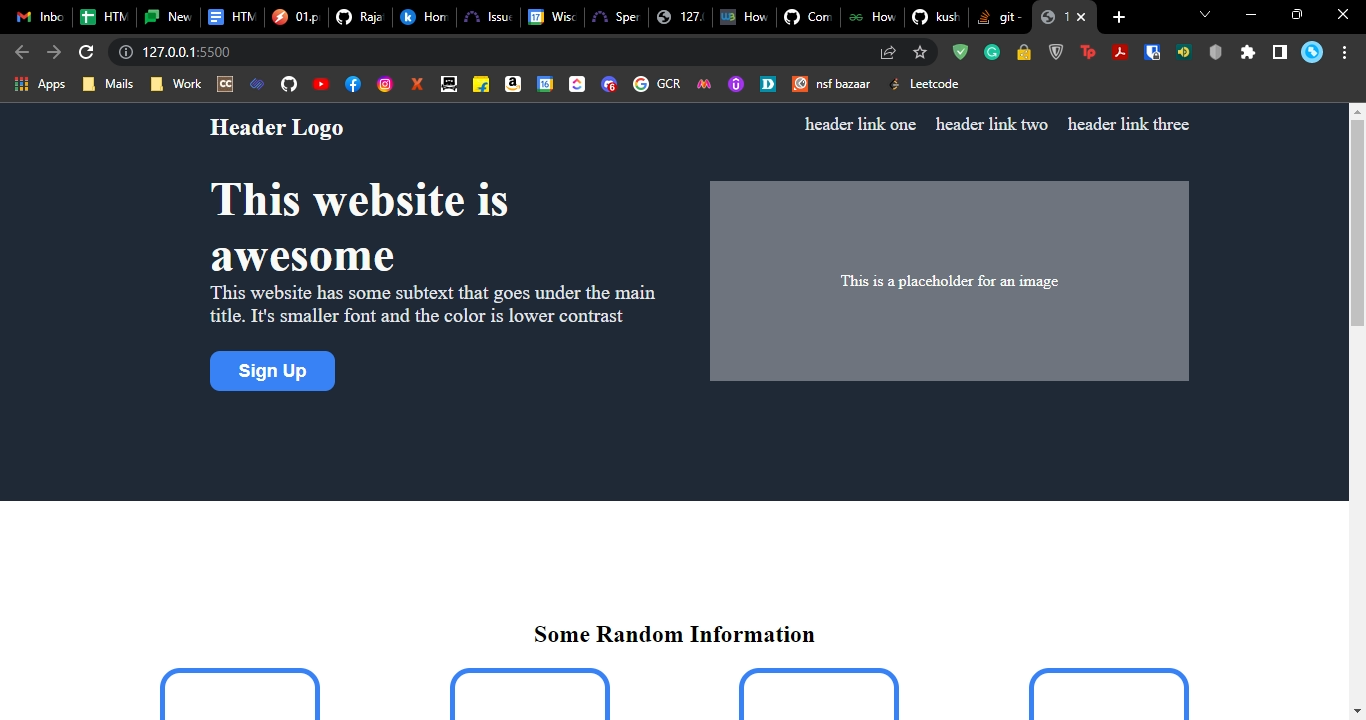 Inbo
HTM
New
HTM
01.p
Raja
Hom
Issue
Wisd
Sper
127.
How
Com
How
kush
git -
1
127.0.0.1:5500
Apps
Mails
Work
GCR
nsf bazaar
Leetcode
Header Logo
header link one header link two header link three
This website is
awesome
This website has some subtext that goes under the main
title. It's smaller font and the color is lower contrast
Sign Up
This is a placeholder for an image
Some Random Information